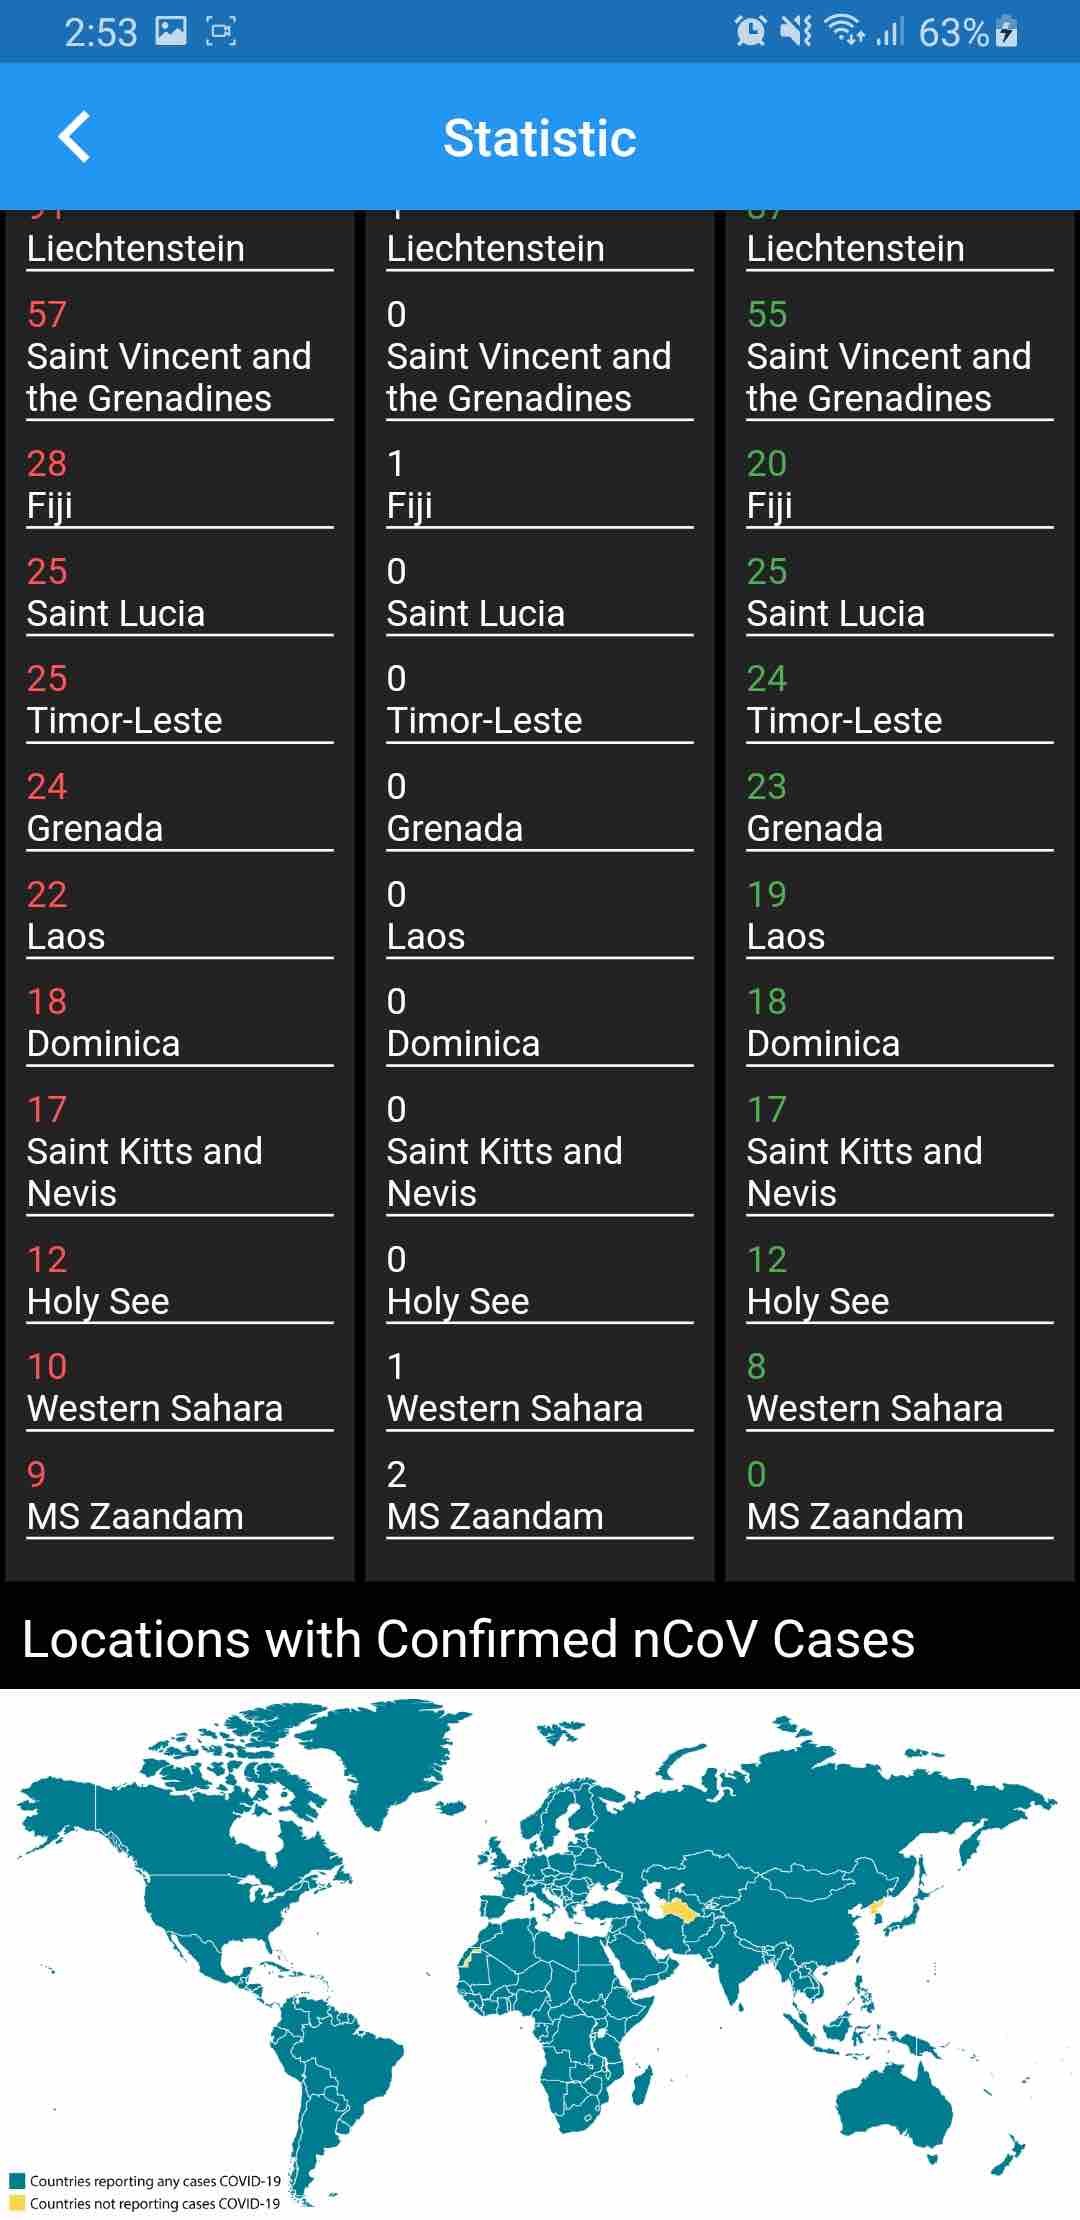 2:53 63%
Statistic
Liechtenstein
57
Saint Vincent and
the Grenadines
28
Fiji
25
Saint Lucia
25
Timor-Leste
24
Grenada
22
Laos
18
Dominica
17
Saint Kitts and
Nevis
12
Holy See
10
Western Sahara
9
MS Zaandam
Liechtenstein
0
Saint Vincent and
the Grenadines
1
Fiji
0
Saint Lucia
0
Timor-Leste
0
Grenada
0
Laos
0
Dominica
0
Saint Kitts and
Nevis
0
Holy See
1
Western Sahara
2
MS Zaandam
Liechtenstein
55
Saint Vincent and
the Grenadines
20
Fiji
25
Saint Lucia
24
Timor-Leste
23
Grenada
19
Laos
18
Dominica
17
Saint Kitts and
Nevis
12
Holy See
8
Western Sahara
0
MS Zaandam
Locations with Confirmed nCoV Cases
Countries reporting any cases COVID-19
Countries not reporting cases COVID-19